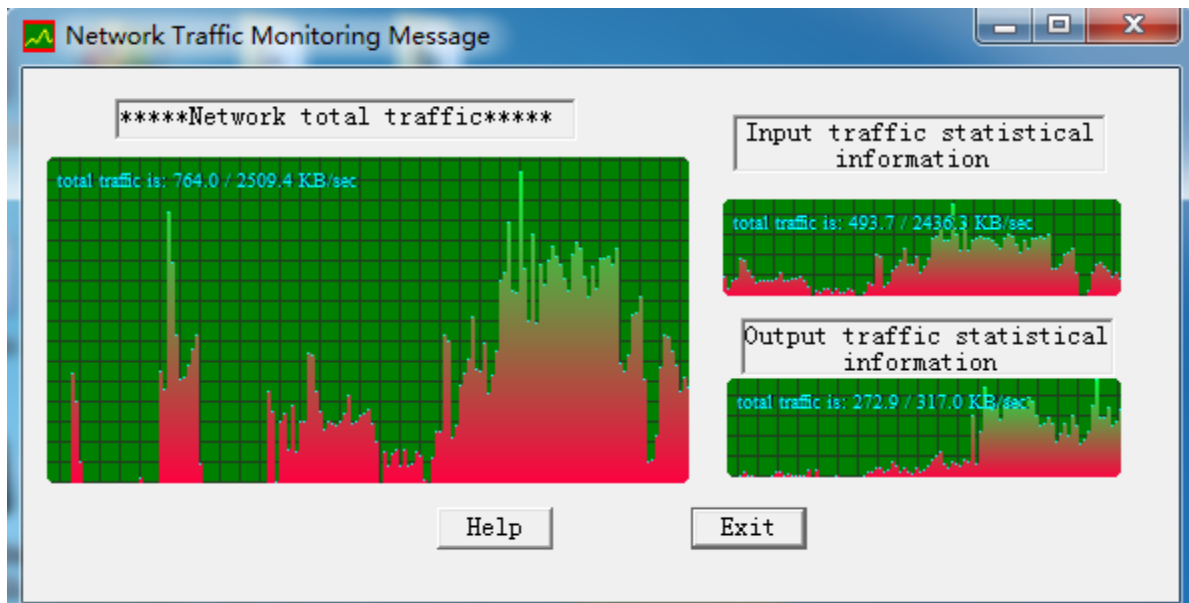 Network Traffic Monitoring Message
*****Network total traffic*****
total traffic is: 764.0 / 2509.4 KB/sec
Input traffic statistical
information
total traffic is: 493.7 / 2436.3 KB/sec
Output traffic statistical
information
total traffic is: 272.9 / 317.0 KB/sec
Help
Exit